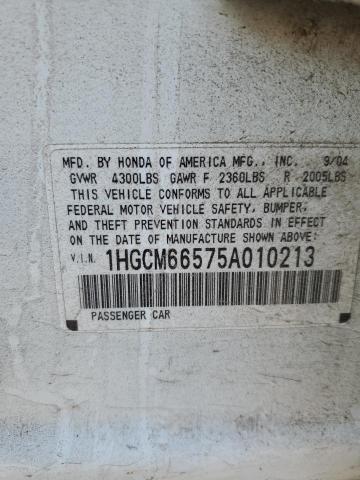 MFD. BY HONDA OF AMERICA MFG., INC. 9/04
GVWR 4300LBS GAWR F 2360LBS R 2005LBS
THIS VEHICLE CONFORMS TO ALL APPLICABLE
FEDERAL MOTOR VEHICLE SAFETY, BUMPER,
AND THEFT PREVENTION STANDARDS IN EFFECT
ON THE DATE OF MANUFACTURE SHOWN ABOVE:
V.I.N. 1HGCM66575A010213
PASSENGER CAR